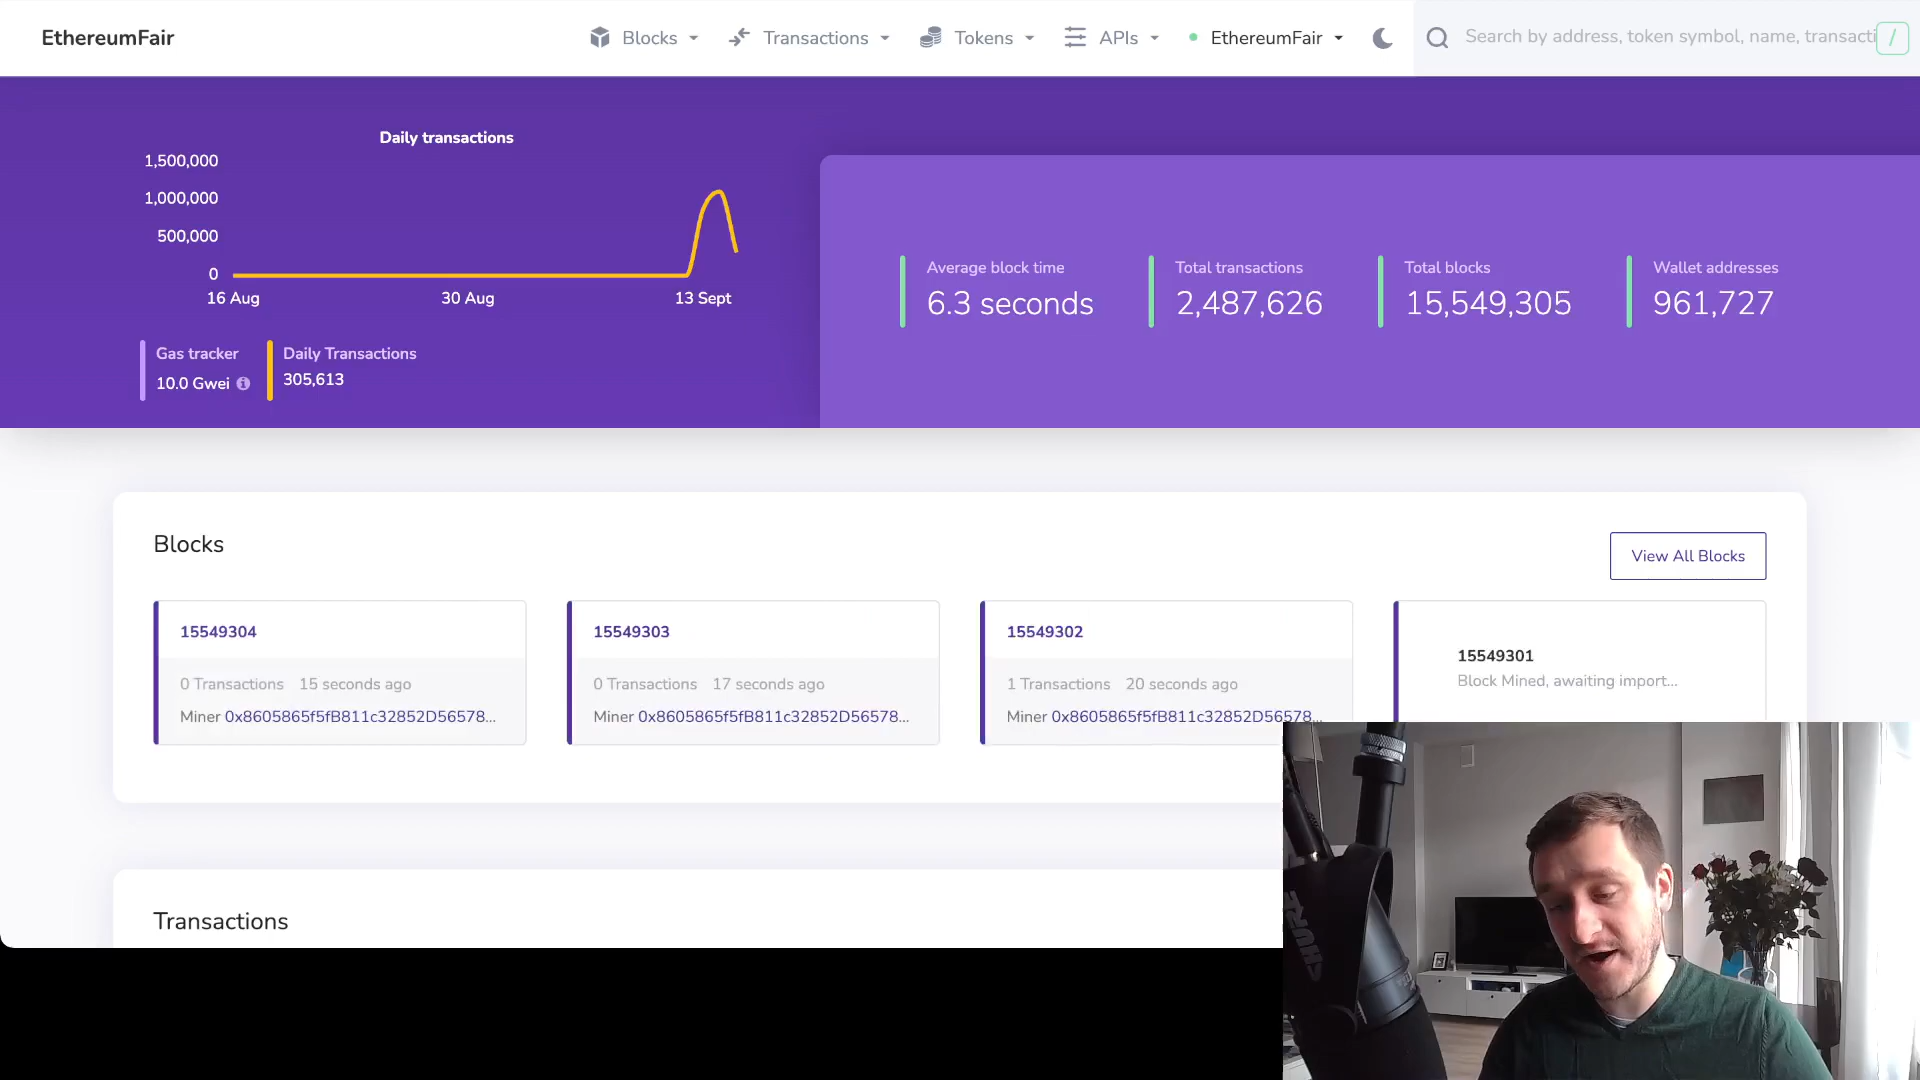 EthereumFair
Blocks
Transactions
Tokens
APIs
EthereumFair
Search by address, token symbol, name, transacti
/
Daily transactions
1,500,000
1,000,000
500,000
0
16 Aug
30 Aug
13 Sept
Gas tracker
10.0 Gwei
Daily Transactions
305,613
Average block time
6.3 seconds
Total transactions
2,487,626
Total blocks
15,549,305
Wallet addresses
961,727
Blocks
View All Blocks
15549304
0 Transactions 15 seconds ago
Miner 0x8605865f5fB811c32852D56578...
15549303
0 Transactions 17 seconds ago
Miner 0x8605865f5fB811c32852D56578...
15549302
1 Transactions 20 seconds ago
Miner 0x8605865f5fB811c32852D56578...
15549301
Block Mined, awaiting import...
Transactions
SHURE